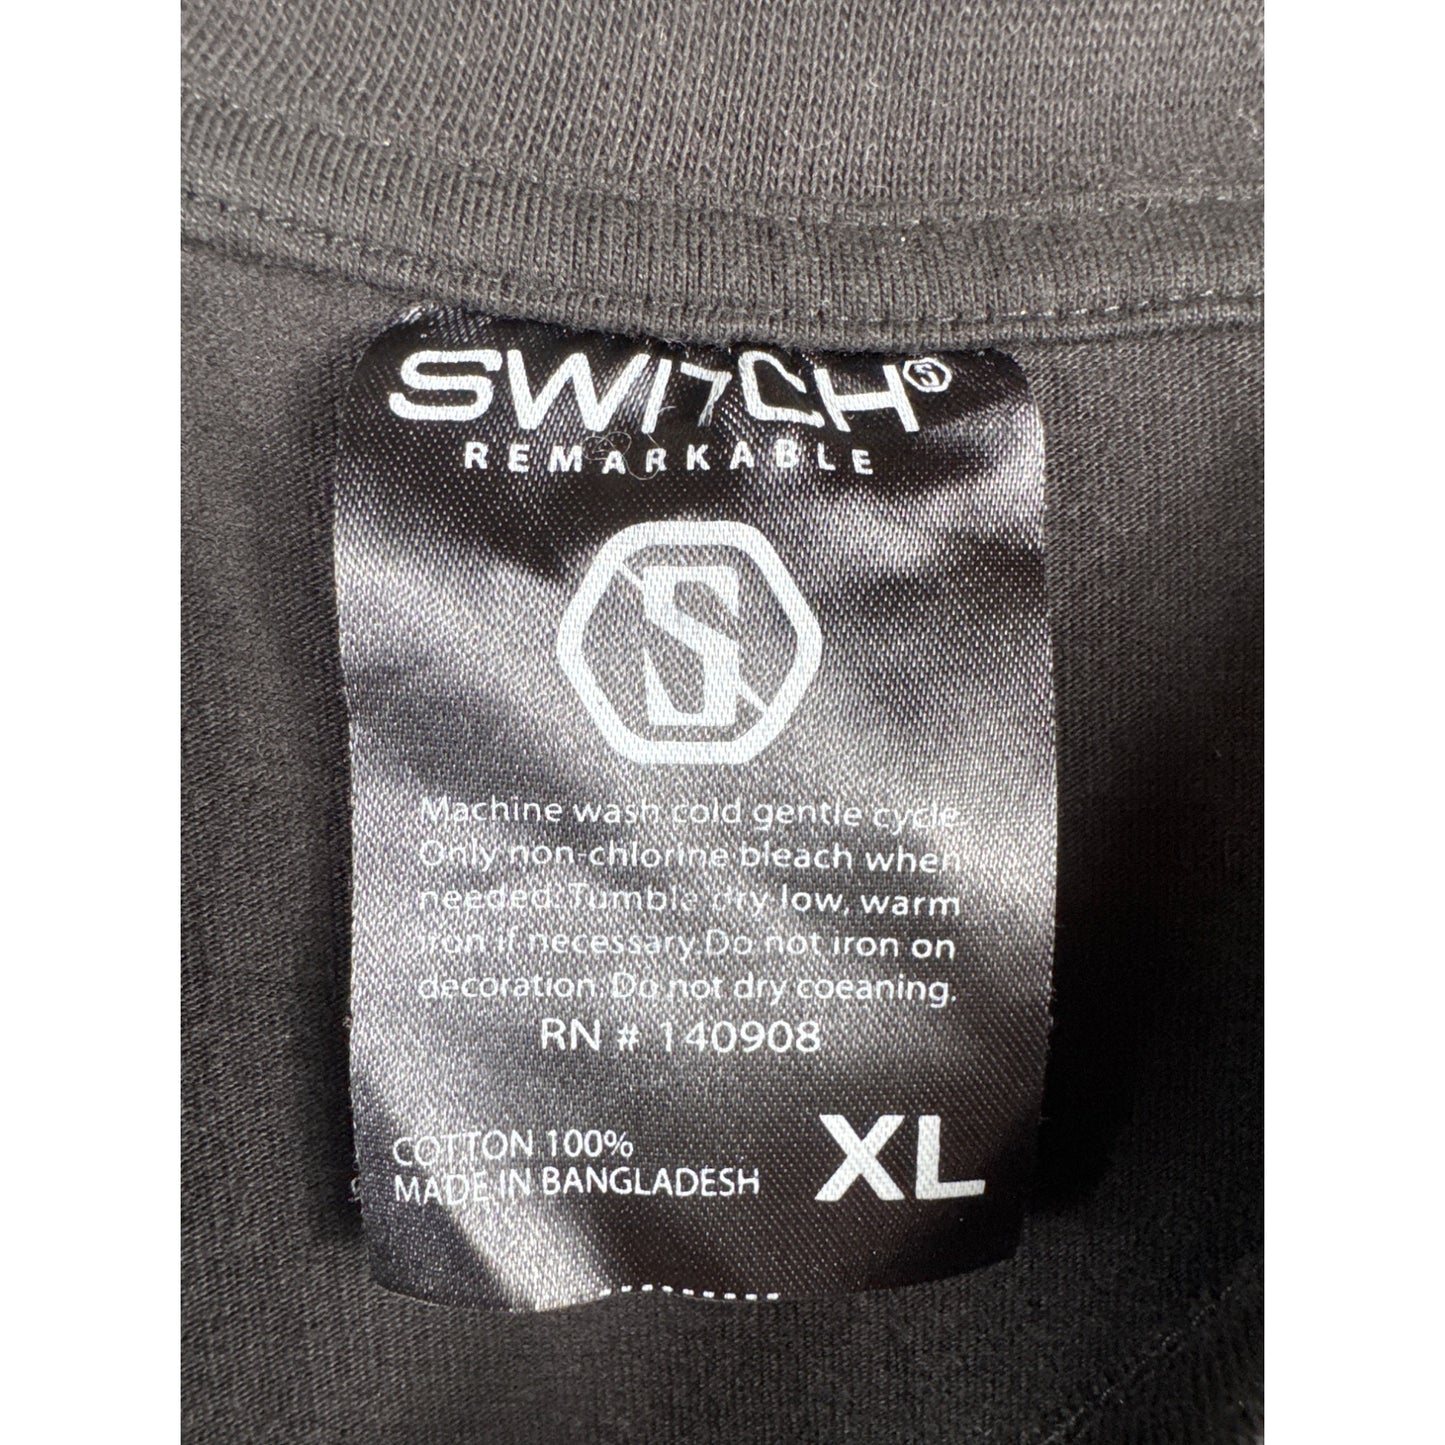 SWITCH
REMARKABLE
S
Machine wash cold gentle cycle.
Only non-chlorine bleach when
needed. Tumble dry low, warm
iron if necessary. Do not iron on
decoration. Do not dry coeaning.
RN # 140908
COTTON 100%
MADE IN BANGLADESH
XL